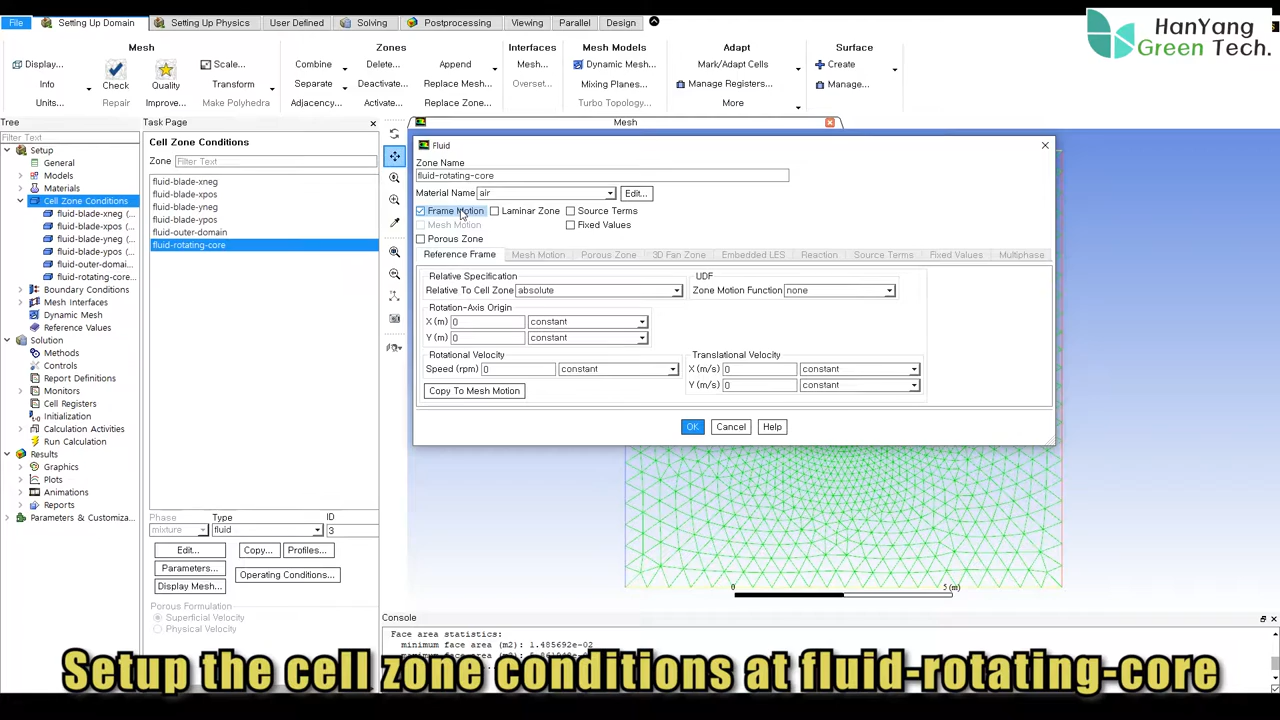 File
Setting Up Domain
Setting Up Physics
User Defined
Solving
Postprocessing
Viewing
Parallel
Design
HanYang
Green Tech.
Mesh
Zones
Interfaces
Mesh Models
Adapt
Surface
Display...
Scale...
Combine
Delete...
Append
Mesh...
Dynamic Mesh...
Mark/Adapt Cells
Create
Info
Check
Quality
Transform
Separate
Deactivate...
Replace Mesh...
Overset...
Mixing Planes...
Manage Registers...
Manage...
Units...
Repair
Improve...
Make Polyhedra
Adjacency...
Activate...
Replace Zone...
Turbo Topology...
More
Tree
Filter Text
Setup
General
Models
Materials
Cell Zone Conditions
fluid-blade-xneg (...
fluid-blade-xpos (...
fluid-blade-yneg (...
fluid-blade-ypos (...
fluid-outer-domai...
fluid-rotating-core...
Boundary Conditions
Mesh Interfaces
Dynamic Mesh
Reference Values
Solution
Methods
Controls
Report Definitions
Monitors
Cell Registers
Initialization
Calculation Activities
Run Calculation
Results
Graphics
Plots
Animations
Reports
Parameters & Customiza...
Task Page
Cell Zone Conditions
Zone Filter Text
fluid-blade-xneg
fluid-blade-xpos
fluid-blade-yneg
fluid-blade-ypos
fluid-outer-domain
fluid-rotating-core
Phase
Type
ID
mixture
fluid
3
Edit...
Copy...
Profiles...
Parameters...
Operating Conditions...
Display Mesh...
Porous Formulation
Superficial Velocity
Physical Velocity
Mesh
Fluid
Zone Name
fluid-rotating-core
Material Name air Edit...
Frame Motion Laminar Zone Source Terms
Mesh Motion Fixed Values
Porous Zone
Reference Frame Mesh Motion Porous Zone 3D Fan Zone Embedded LES Reaction Source Terms Fixed Values Multiphase
Relative Specification
UDF
Relative To Cell Zone absolute
Zone Motion Function none
Rotation-Axis Origin
X (m) 0 constant
Y (m) 0 constant
Rotational Velocity
Translational Velocity
Speed (rpm) 0 constant
X (m/s) 0 constant
Y (m/s) 0 constant
Copy To Mesh Motion
OK Cancel Help
0 5 (m)
Console
Face area statistics:
minimum face area (m2): 1.485692e-02
Setup the cell zone conditions at fluid-rotating-core